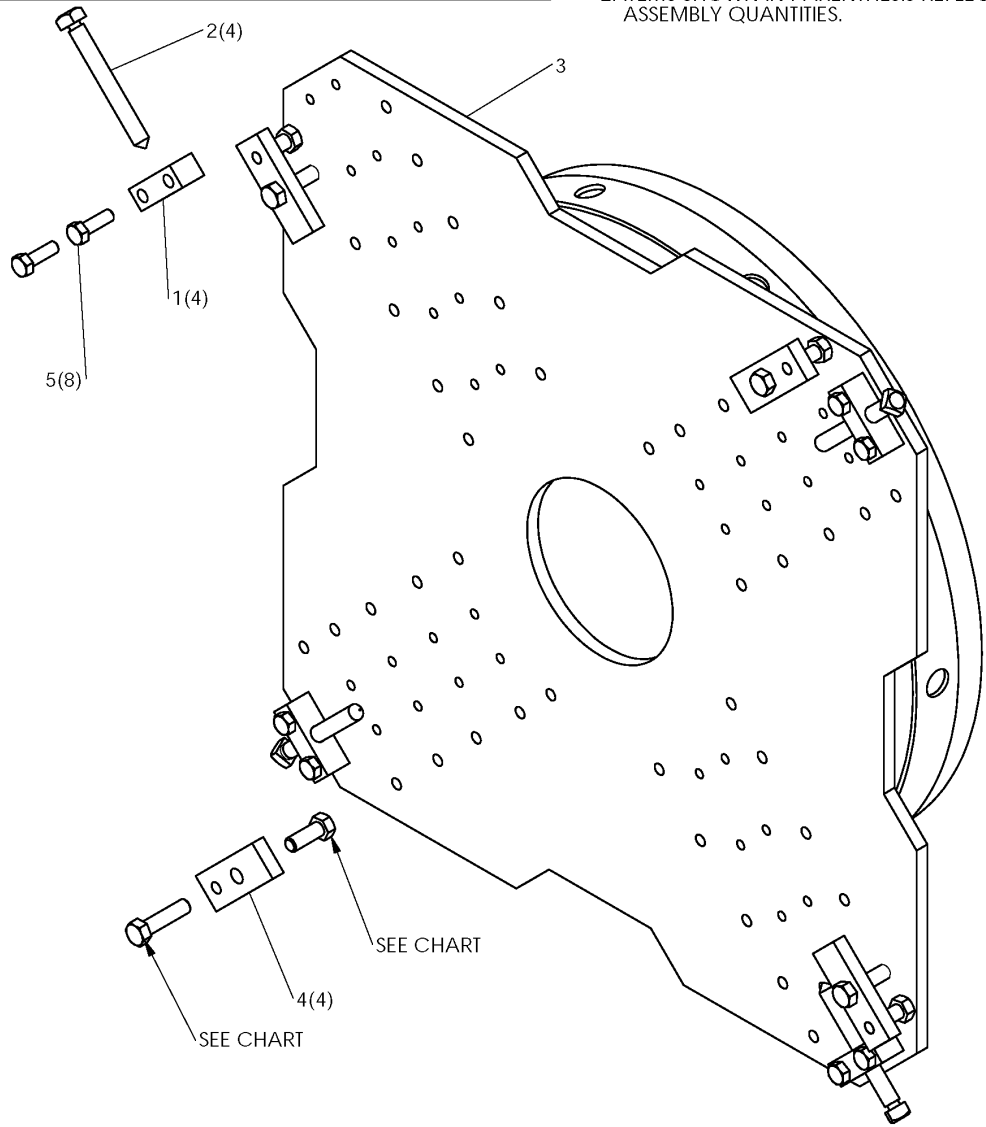 ASSEMBLY QUANTITIES.
2(4)
3
1(4)
5(8)
SEE CHART
4(4)
SEE CHART